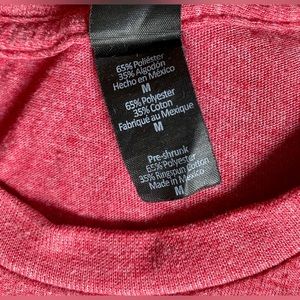 65% Poliéster
35% Algodón
Hecho en México
M
65% Polyester
35% Coton
Fabriqué au Mexique
M
Pre-shrunk
65% Polyester
35% Ringspun Cotton
Made in Mexico
M